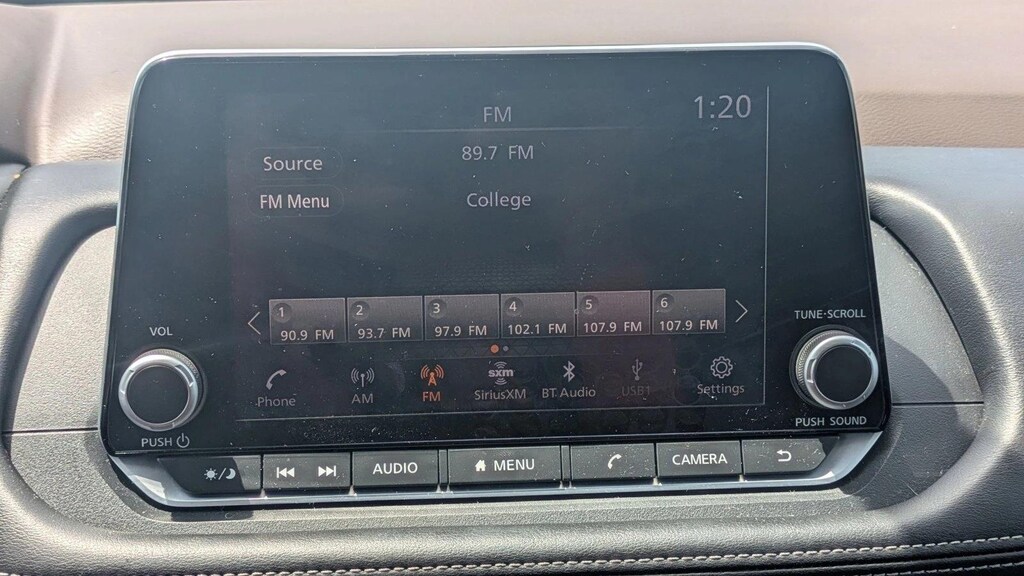 FM
1:20
Source
89.7 FM
FM Menu
College
1
2
3
4
5
6
90.9 FM
93.7 FM
97.9 FM
102.1 FM
107.9 FM
107.9 FM
Phone
AM
FM
sxm
SiriusXM
BT Audio
USB1
Settings
VOL
PUSH
TUNE·SCROLL
PUSH SOUND
AUDIO
MENU
CAMERA